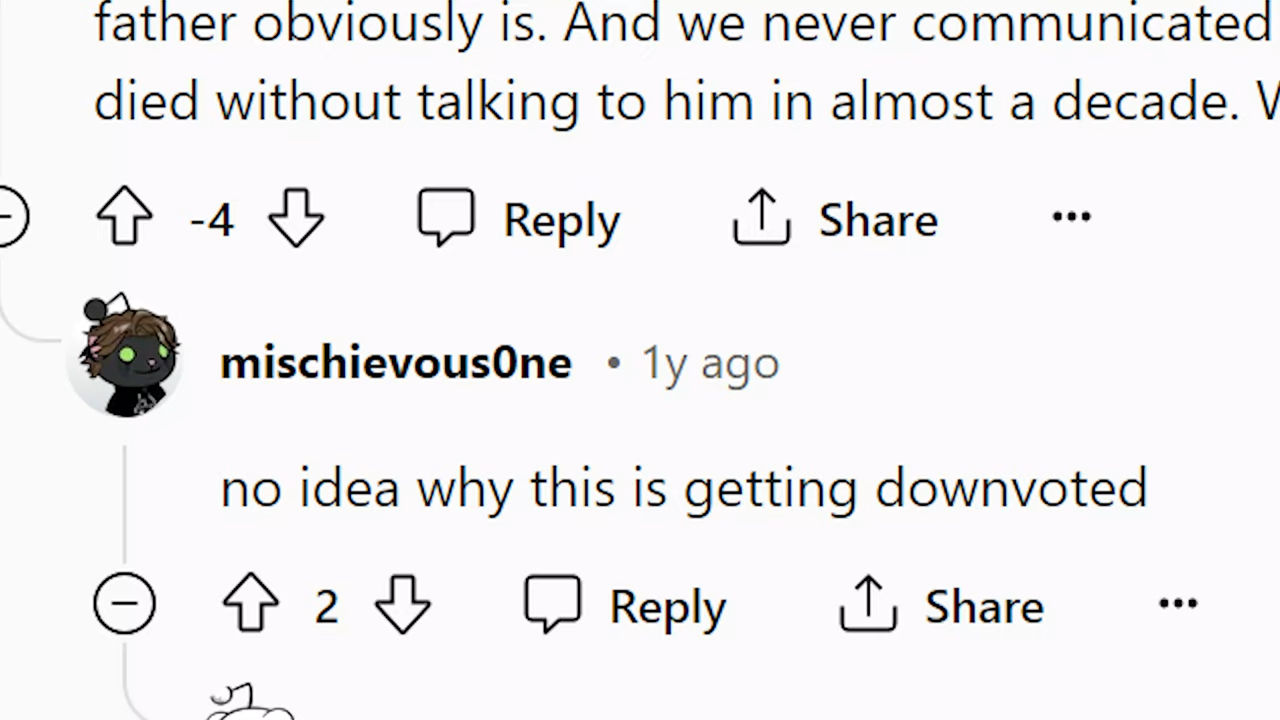 father obviously is. And we never communicated
died without talking to him in almost a decade.
-4 Reply Share
mischievous0ne • 1y ago
no idea why this is getting downvoted
2 Reply Share